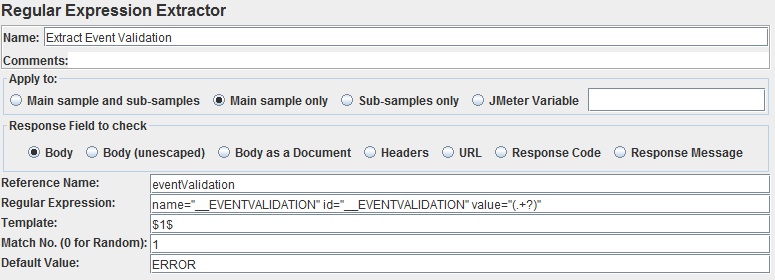 Regular Expression Extractor
Name: Extract Event Validation
Comments:
Apply to:
Main sample and sub-samples Main sample only Sub-samples only JMeter Variable
Response Field to check
Body Body (unescaped) Body as a Document Headers URL Response Code Response Message
Reference Name: eventValidation
Regular Expression: name="__EVENTVALIDATION" id="__EVENTVALIDATION" value="(.+?)"
Template: $1$
Match No. (0 for Random): 1
Default Value: ERROR